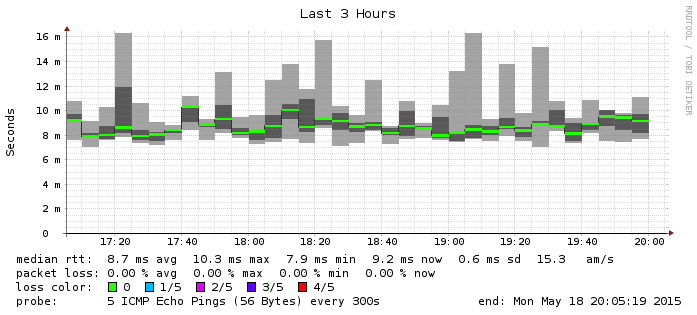 Last 3 Hours
RRDTOOL / TOBI OETIKER
Seconds
16 m
14 m
12 m
10 m
8 m
6 m
4 m
2 m
0
17:20 17:40 18:00 18:20 18:40 19:00 19:20 19:40 20:00
median rtt: 8.7 ms avg 10.3 ms max 7.9 ms min 9.2 ms now 0.6 ms sd 15.3 am/s
packet loss: 0.00 % avg 0.00 % max 0.00 % min 0.00 % now
loss color: 0 1/5 2/5 3/5 4/5
probe: 5 ICMP Echo Pings (56 Bytes) every 300s end: Mon May 18 20:05:19 2015